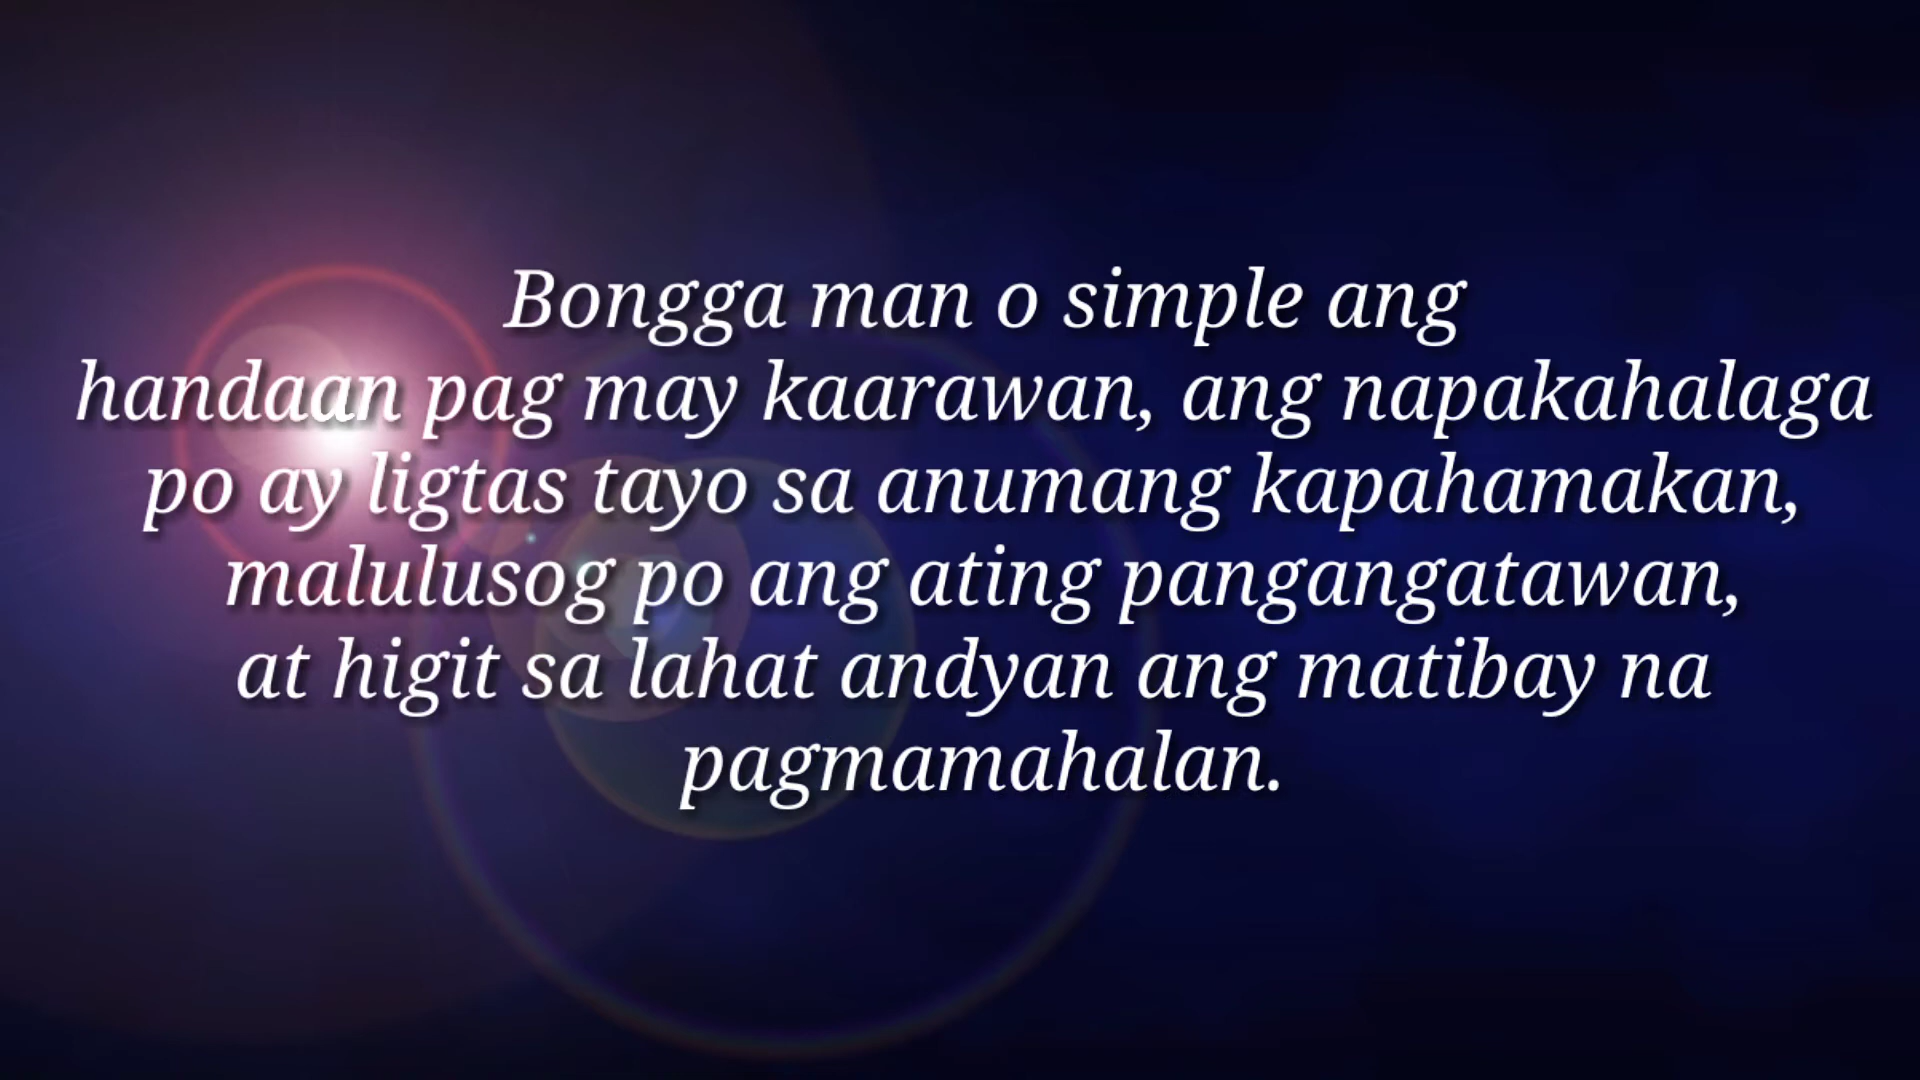 Bongga man o simple ang
handaan pag may kaarawan, ang napakahalaga
po ay ligtas tayo sa anumang kapahamakan,
malulusog po ang ating pangangatawan,
at higit sa lahat andyan ang matibay na
pagmamahalan.